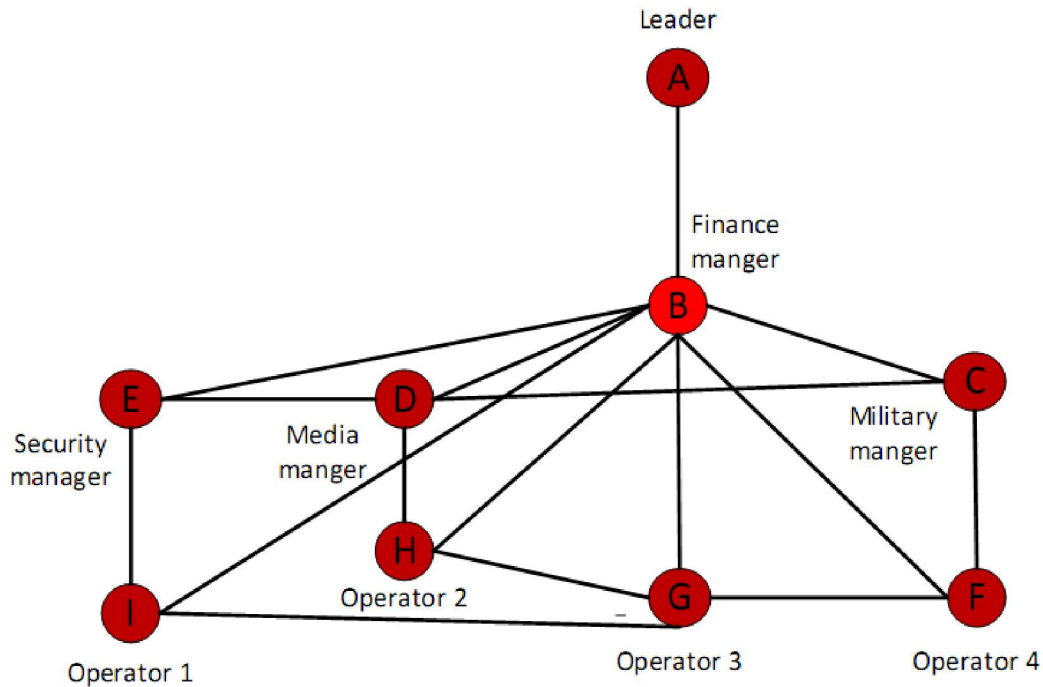 Leader
A
Finance
manger
B
E
D
C
Security
manager
Media
manger
Military
manger
H
Operator 2
I
G
F
Operator 1
Operator 3
Operator 4